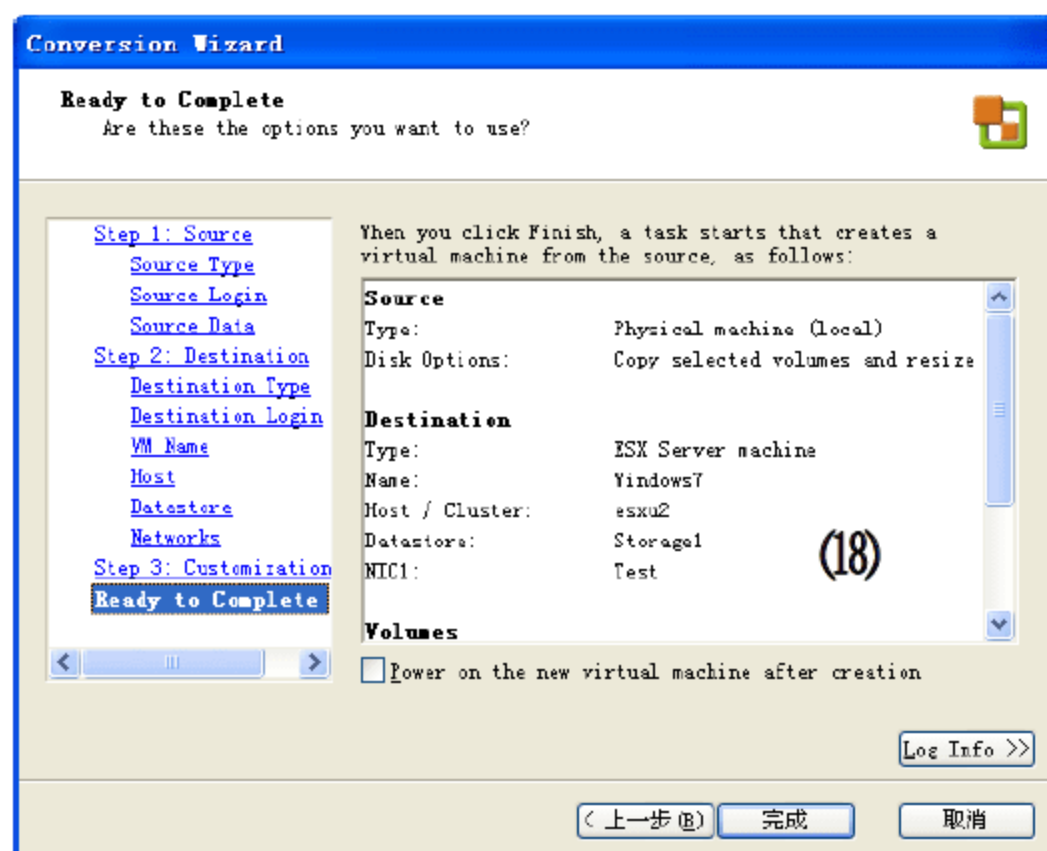 Conversion Wizard
Ready to Complete
Are these the options you want to use?
Step 1: Source
Source Type
Source Login
Source Data
Step 2: Destination
Destination Type
Destination Login
VM Name
Host
Datastore
Networks
Step 3: Customization
Ready to Complete
When you click Finish, a task starts that creates a
virtual machine from the source, as follows:
Source
Type: Physical machine (local)
Disk Options: Copy selected volumes and resize
Destination
Type: ESX Server machine
Name: Windows7
Host / Cluster: esxu2
Datastore: Storage1
NIC1: Test
(18)
Volumes
Power on the new virtual machine after creation
Log Info >>
< 上一步(B)
完成
取消